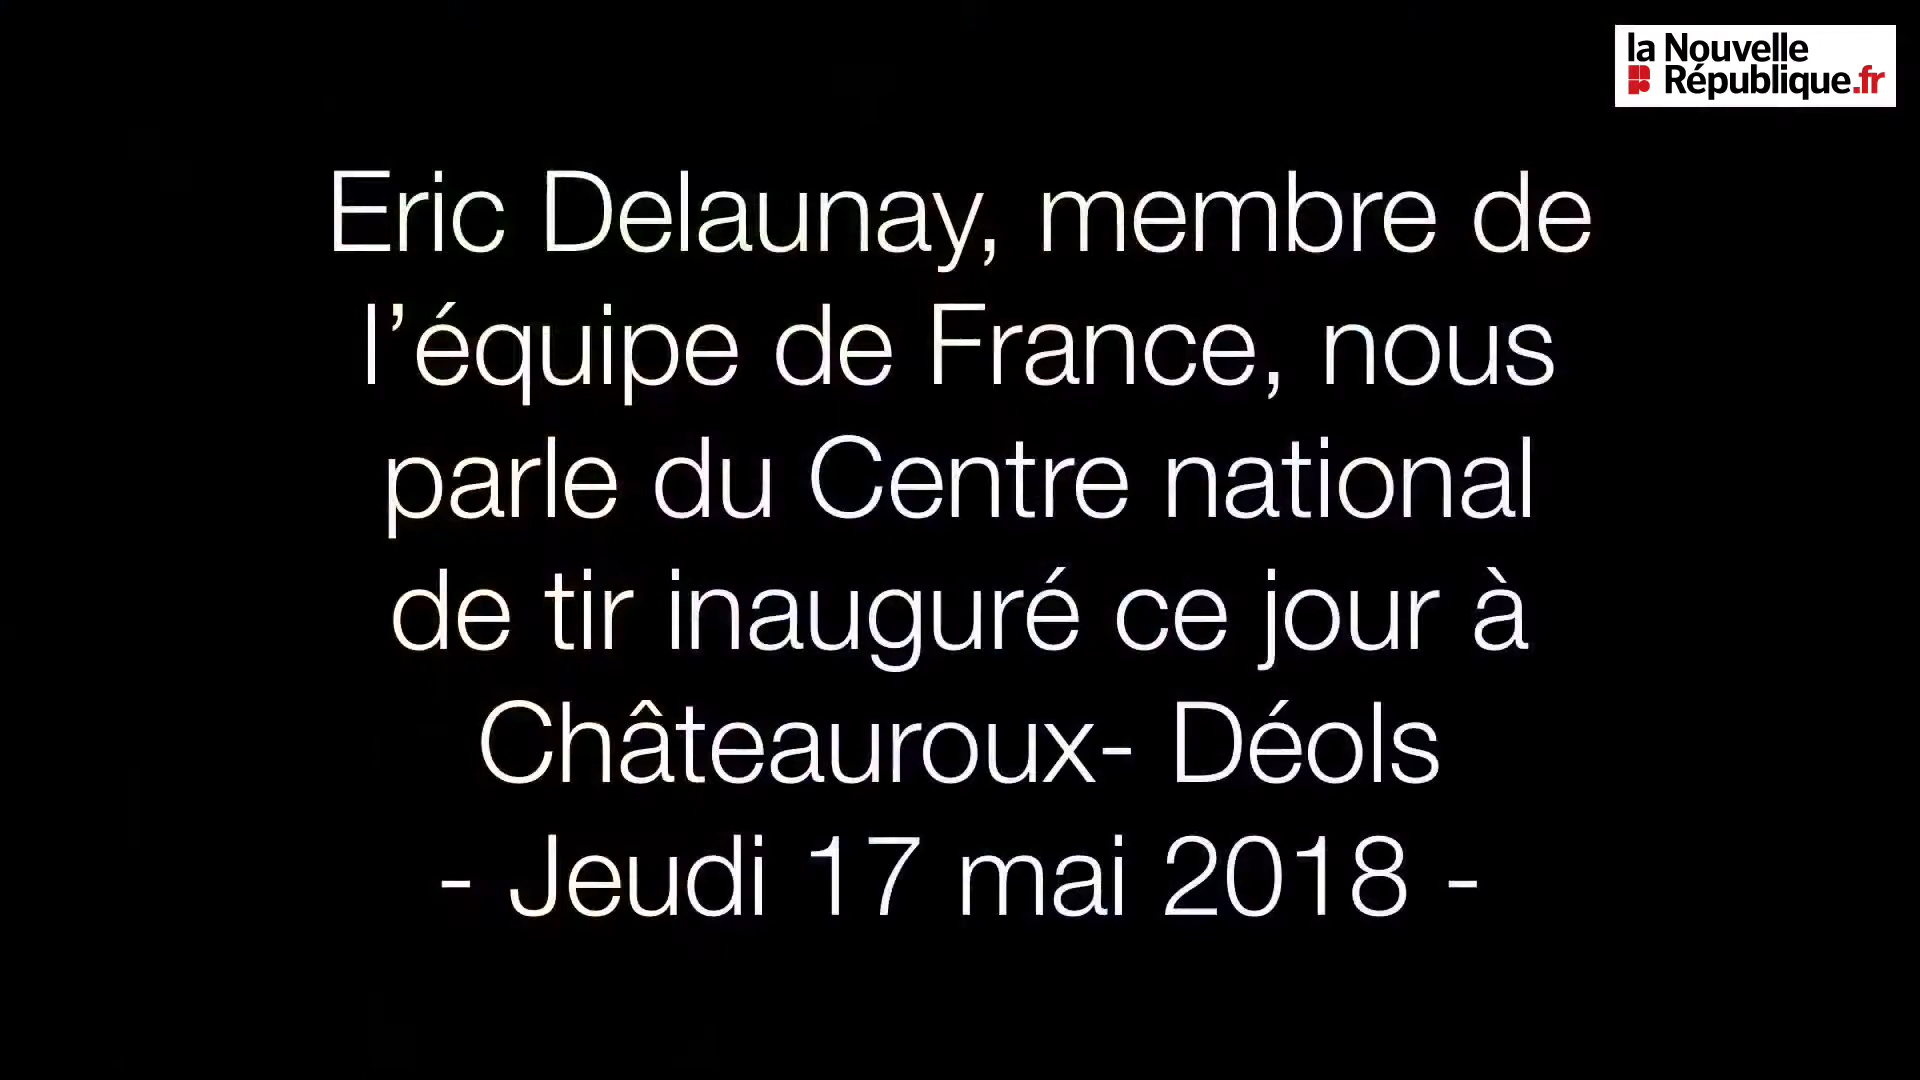 la Nouvelle
République.fr
Eric Delaunay, membre de
l’équipe de France, nous
parle du Centre national
de tir inauguré ce jour à
Châteauroux- Déols
- Jeudi 17 mai 2018 -